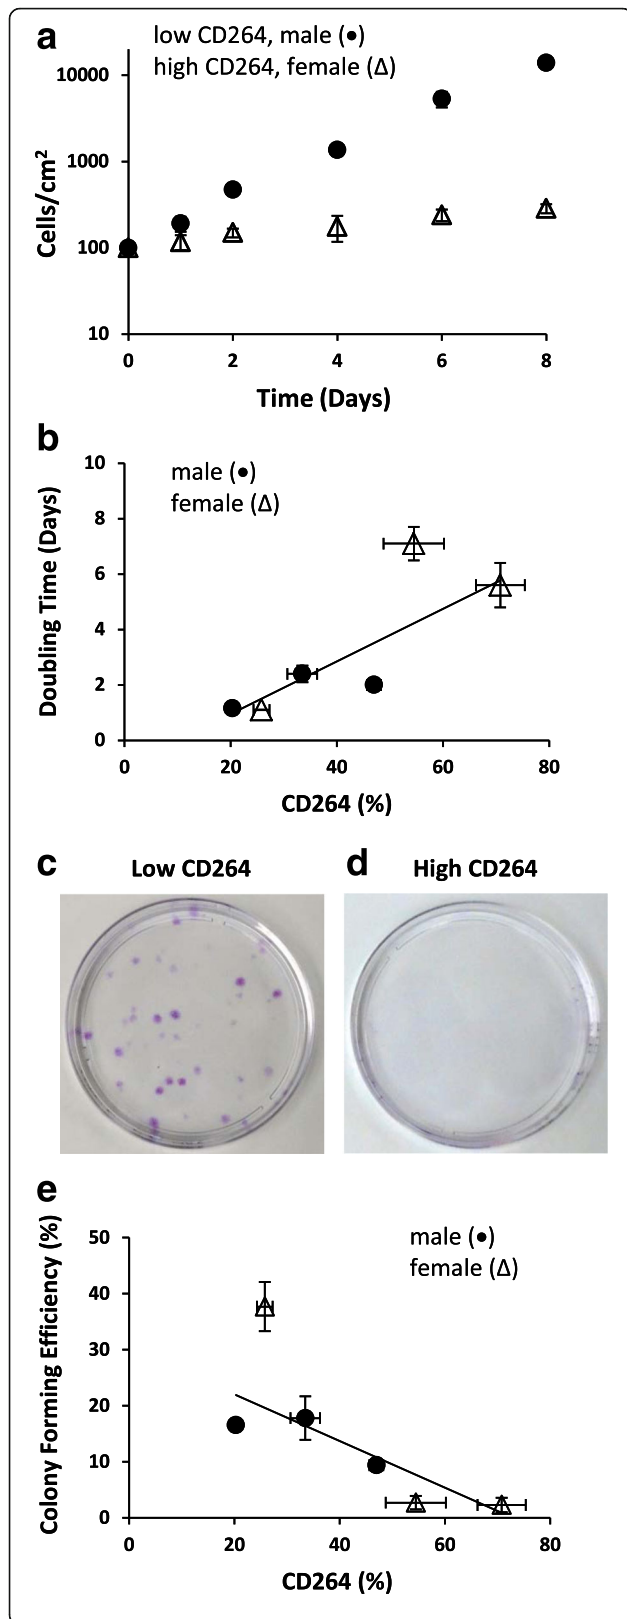 a
low CD264, male (●)
high CD264, female (Δ)
10000
1000
100
10
Cells/cm²
0 2 4 6 8
Time (Days)
b
male (●)
female (Δ)
10
8
6
4
2
0
Doubling Time (Days)
0 20 40 60 80
CD264 (%)
c Low CD264 d High CD264
e
male (●)
female (Δ)
50
40
30
20
10
0
Colony Forming Efficiency (%)
0 20 40 60 80
CD264 (%)